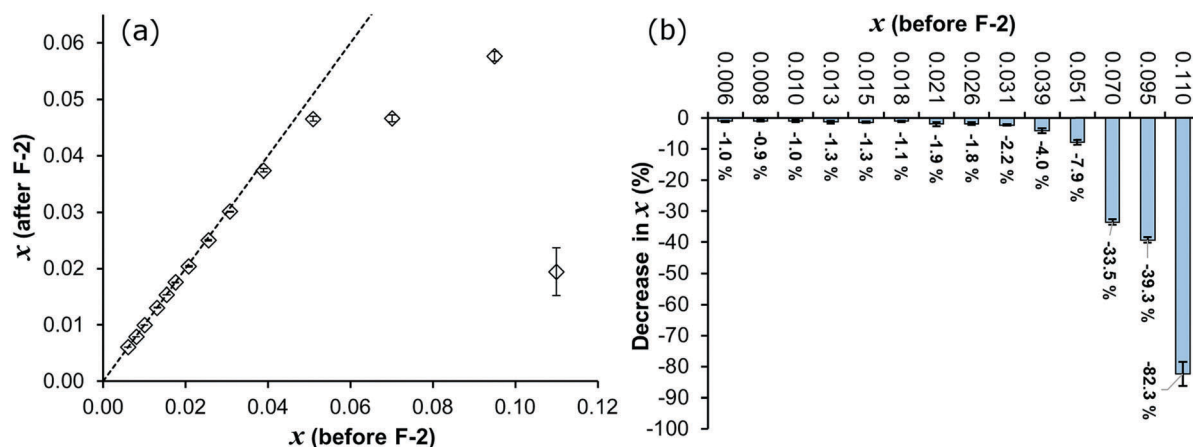 (a)
x (after F-2)
0.06
0.05
0.04
0.03
0.02
0.01
0.00
0.00 0.02 0.04 0.06 0.08 0.10 0.12
x (before F-2)
(b)
x (before F-2)
0.006 0.008 0.010 0.013 0.015 0.018 0.021 0.026 0.031 0.039 0.051 0.070 0.095 0.110
Decrease in x (%)
0
-10
-20
-30
-40
-50
-60
-70
-80
-90
-1.0 % -0.9 % -1.0 % -1.3 % -1.3 % -1.1 % -1.9 % -1.8 % -2.2 % -4.0 % -7.9 % -33.5 % -39.3 % -82.3 %